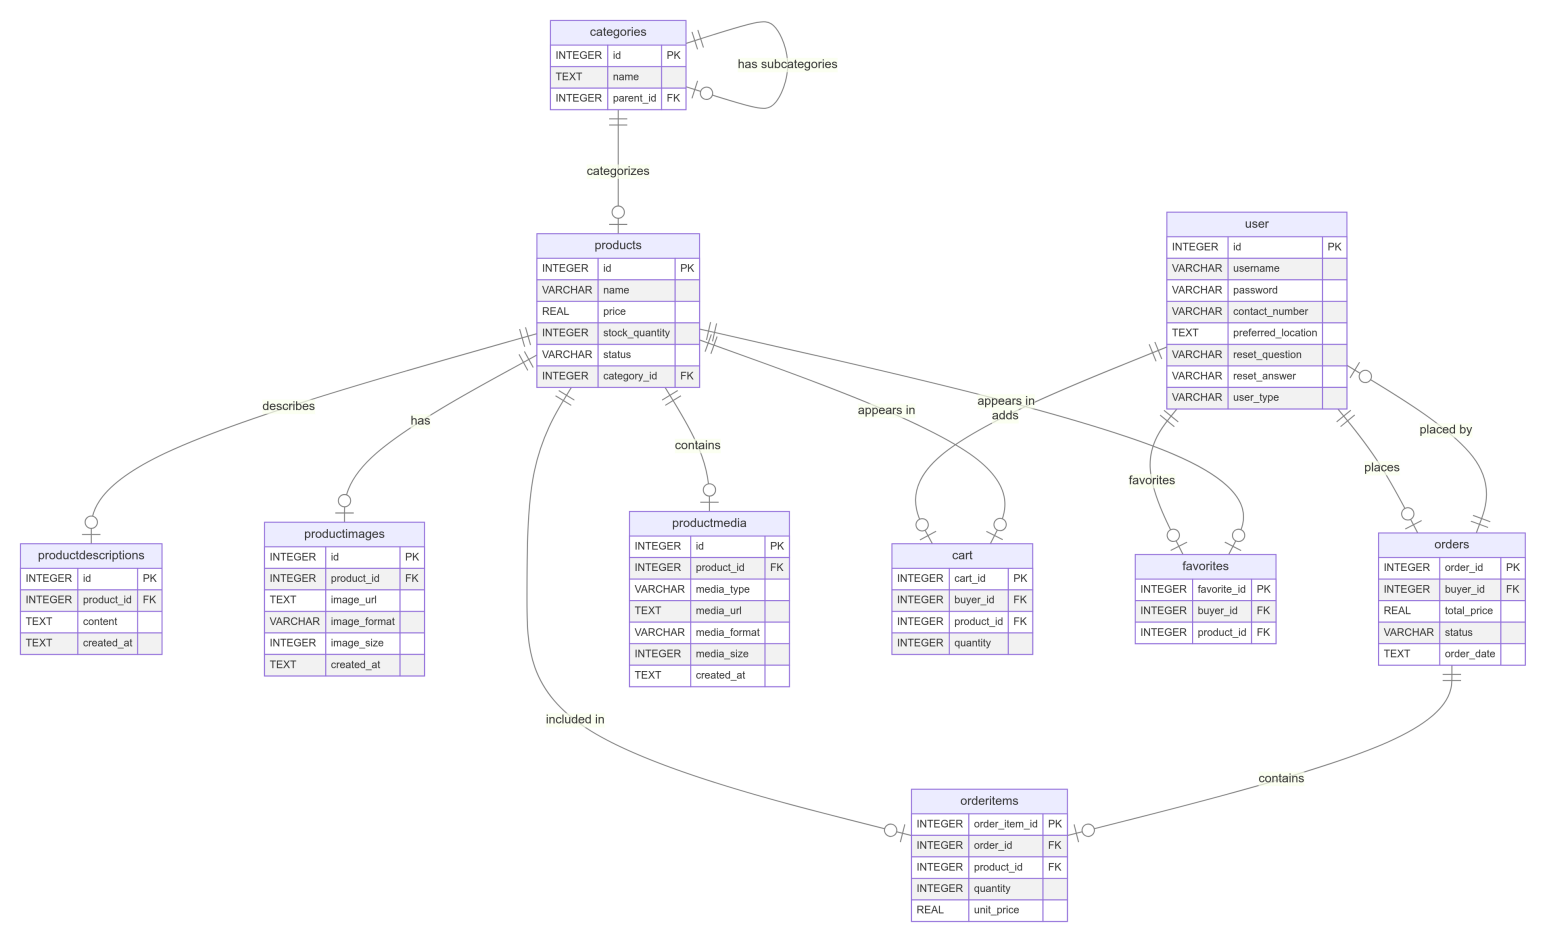 categories
INTEGER id PK
TEXT name
INTEGER parent_id FK
has subcategories
categorizes
products
INTEGER id PK
VARCHAR name
REAL price
INTEGER stock_quantity
VARCHAR status
INTEGER category_id FK
user
INTEGER id PK
VARCHAR username
VARCHAR password
VARCHAR contact_number
TEXT preferred_location
VARCHAR reset_question
VARCHAR reset_answer
VARCHAR user_type
describes
has
contains
appears in
appears in
adds
favorites
places
placed by
productdescriptions
INTEGER id PK
INTEGER product_id FK
TEXT content
TEXT created_at
productimages
INTEGER id PK
INTEGER product_id FK
TEXT image_url
VARCHAR image_format
INTEGER image_size
TEXT created_at
productmedia
INTEGER id PK
INTEGER product_id FK
VARCHAR media_type
TEXT media_url
VARCHAR media_format
INTEGER media_size
TEXT created_at
cart
INTEGER cart_id PK
INTEGER buyer_id FK
INTEGER product_id FK
INTEGER quantity
favorites
INTEGER favorite_id PK
INTEGER buyer_id FK
INTEGER product_id FK
orders
INTEGER order_id PK
INTEGER buyer_id FK
REAL total_price
VARCHAR status
TEXT order_date
included in
contains
orderitems
INTEGER order_item_id PK
INTEGER order_id FK
INTEGER product_id FK
INTEGER quantity
REAL unit_price